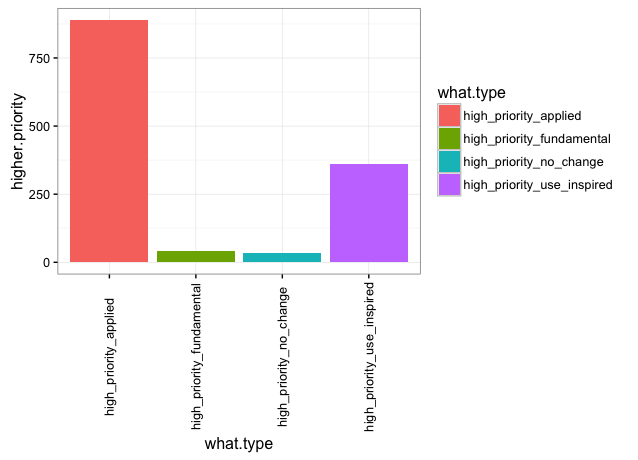 higher.priority
750
500
250
0
high_priority_applied
high_priority_fundamental
high_priority_no_change
high_priority_use_inspired
what.type
what.type
high_priority_applied
high_priority_fundamental
high_priority_no_change
high_priority_use_inspired